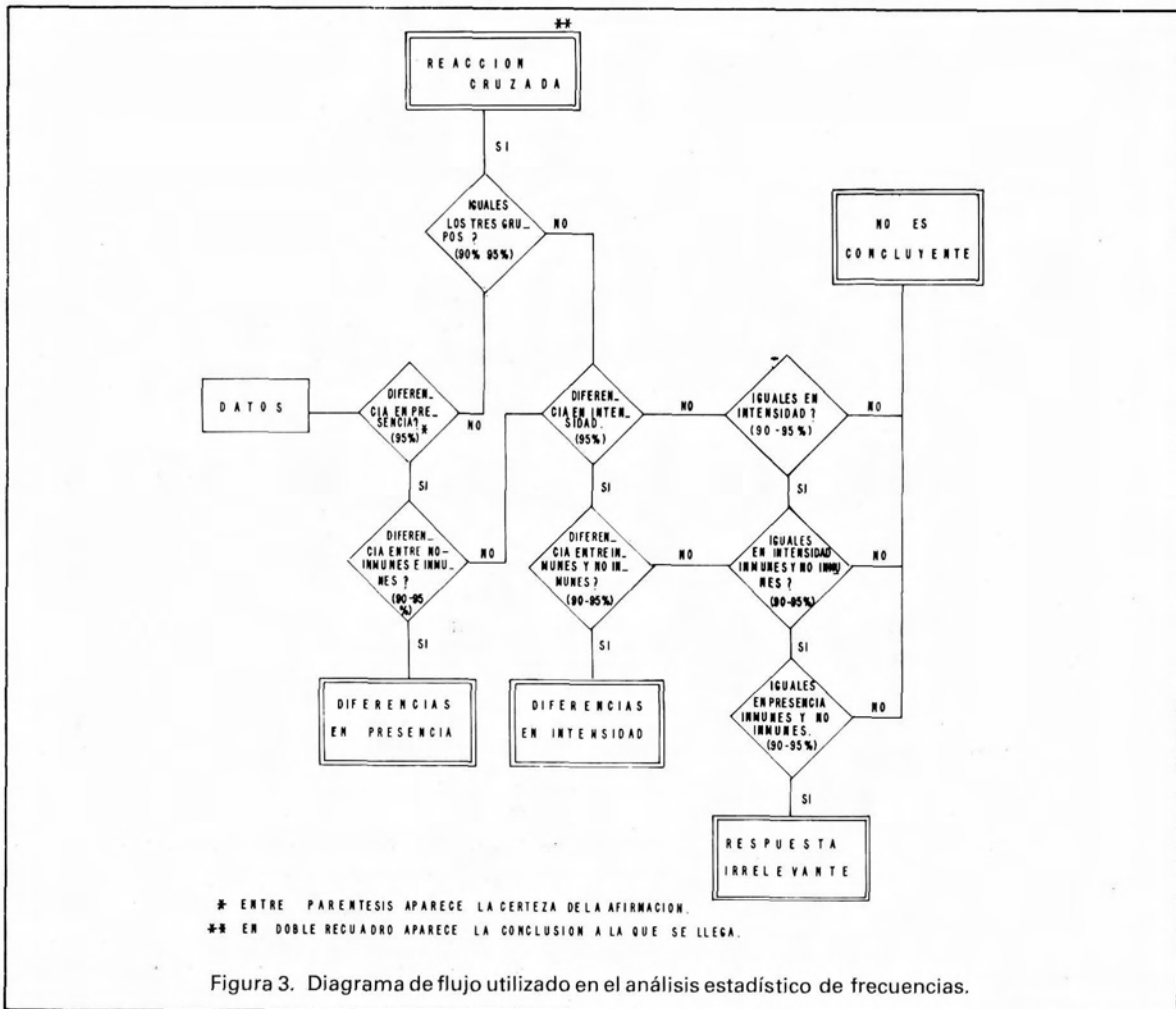 **
REACCION
CRUZADA
SI
IGUALES
LOS TRES GRU_
POS ?
(90% 95%)
NO
NO ES
CONCLUYENTE
DATOS
DIFEREN_
CIA EN PRE_
SENCIA?
(95%)*
NO
DIFEREN_
CIA EN INTEN_
SIDAD.
(95%)
NO
IGUALES EN
INTENSIDAD?
(90-95%)
NO
SI
SI
SI
DIFEREN_
CIA ENTRE NO-
INMUNES E INMU_
NES ?
(90-95
%)
NO
DIFEREN_
CIA ENTRE IN_
MUNES Y NO IN_
MUNES?
(90-95%)
NO
IGUALES
EN INTENSIDAD
INMUNES Y NO INMU
NES ?
(90-95%)
NO
SI
SI
SI
DIFERENCIAS
EN PRESENCIA
DIFERENCIAS
EN INTENSIDAD
IGUALES
EN PRESENCIA
INMUNES Y NO
INMUNES.
(90-95%)
NO
SI
RESPUESTA
IRRELEVANTE
* ENTRE PARENTESIS APARECE LA CERTEZA DE LA AFIRMACION.
** EN DOBLE RECUADRO APARECE LA CONCLUSION A LA QUE SE LLEGA.
Figura 3. Diagrama de flujo utilizado en el análisis estadístico de frecuencias.